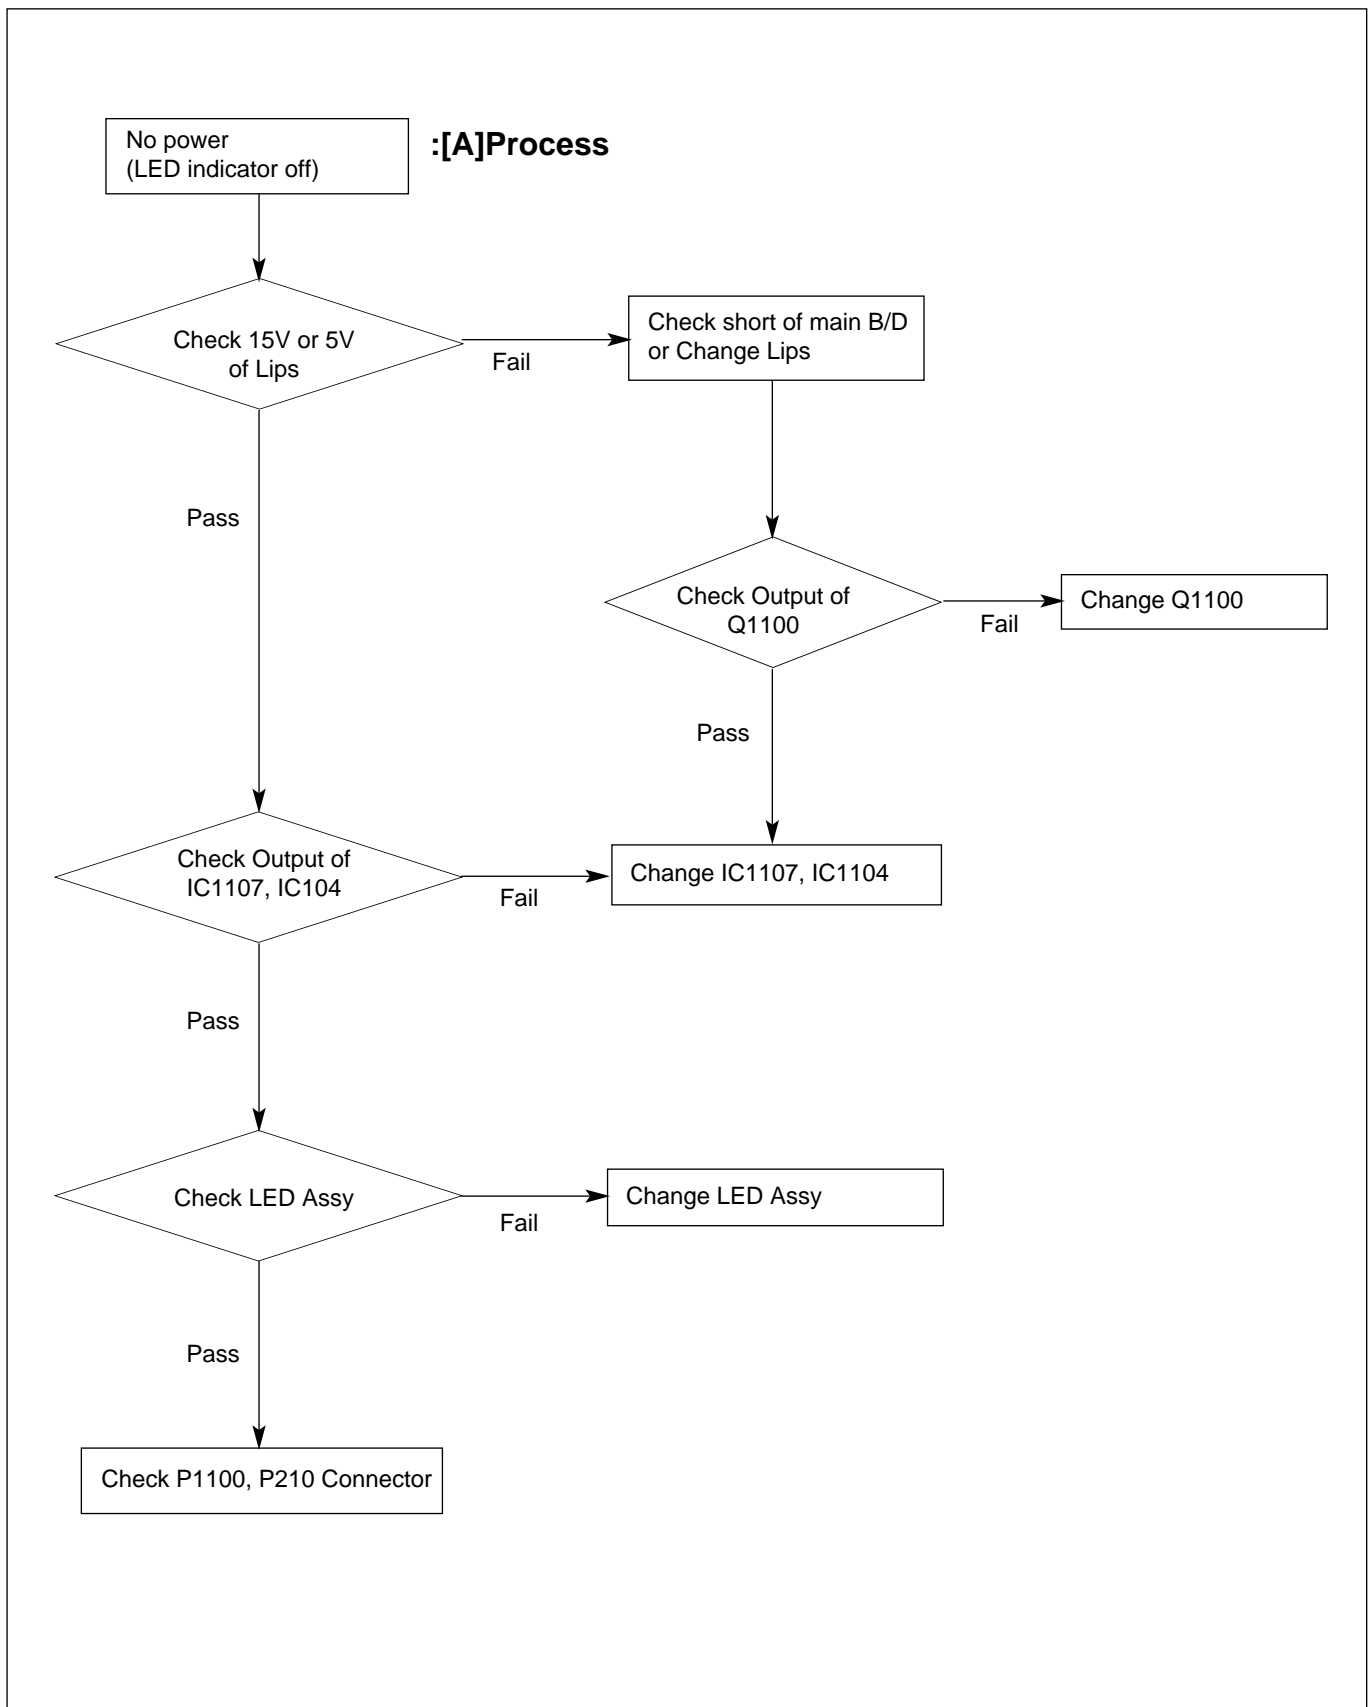 No power
(LED indicator off)
:[A]Process
Check 15V or 5V
of Lips
Fail
Check short of main B/D
or Change Lips
Pass
Check Output of
Q1100
Fail
Change Q1100
Pass
Check Output of
IC1107, IC104
Fail
Change IC1107, IC1104
Pass
Check LED Assy
Fail
Change LED Assy
Pass
Check P1100, P210 Connector